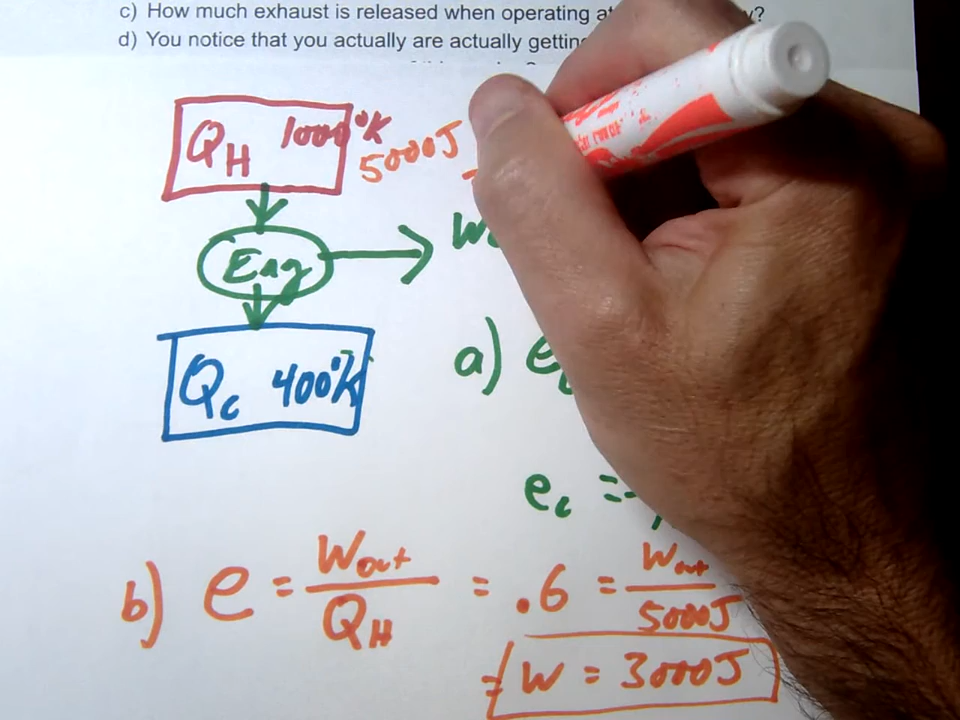 c) How much exhaust is released when operating at
d) You notice that you actually are actually getting
QH 1000°K
5000J
Eng
QC 400°K
a) e
ec =
b) e = Wout / QH = .6 = Wout / 5000J
= W = 3000J